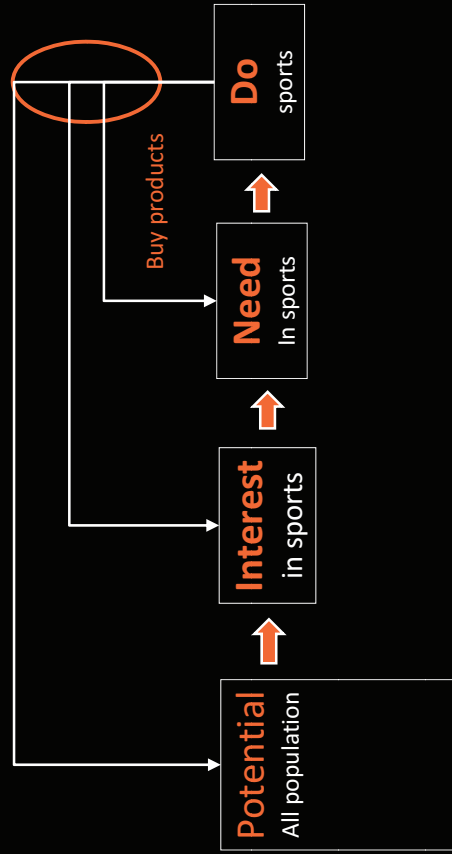 Potential
All population
Interest
in sports
Need
In sports
Buy products
Do
sports